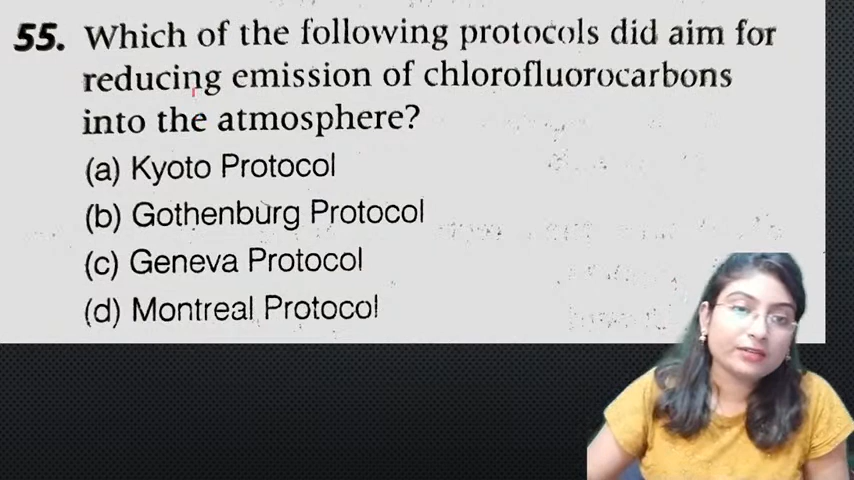 55. Which of the following protocols did aim for
reducing emission of chlorofluorocarbons
into the atmosphere?
(a) Kyoto Protocol
(b) Gothenburg Protocol
(c) Geneva Protocol
(d) Montreal Protocol